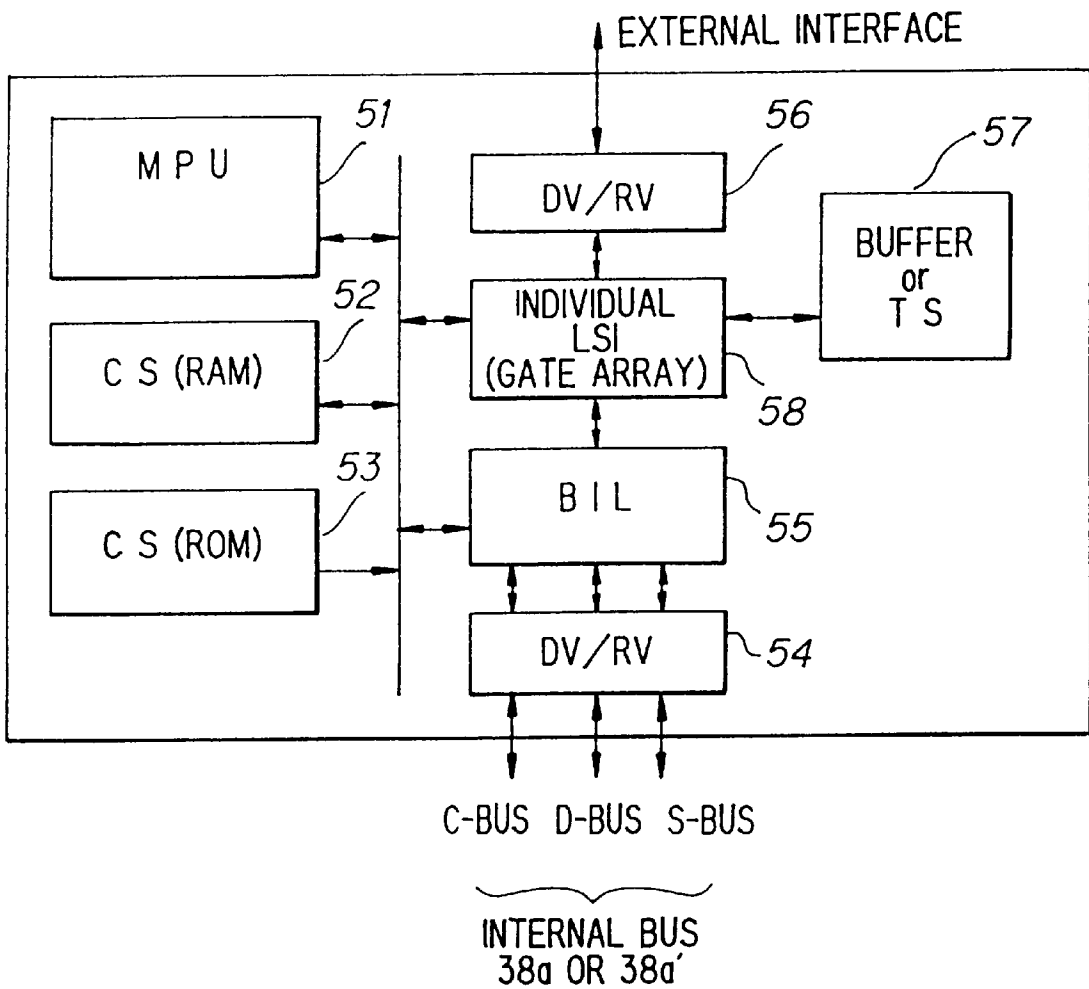 EXTERNAL INTERFACE
51
MPU
56
DV/RV
57
BUFFER
or
TS
52
CS(RAM)
INDIVIDUAL
LSI
(GATE ARRAY)
58
53
CS(ROM)
BIL
55
DV/RV
54
C-BUS D-BUS S-BUS
INTERNAL BUS
38a OR 38a'